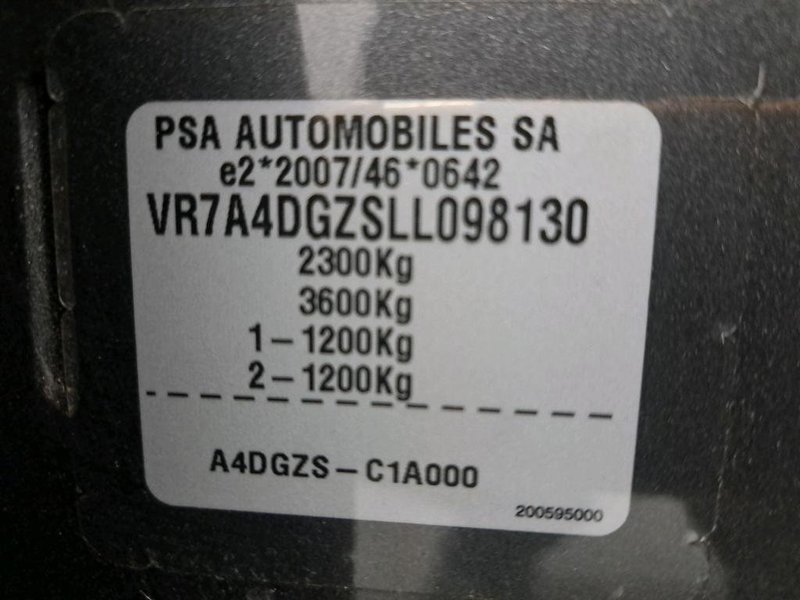 PSA AUTOMOBILES SA
e2*2007/46*0642
VR7A4DGZSLL098130
2300Kg
3600Kg
1-1200Kg
2-1200Kg
A4DGZS-C1A000
200595000